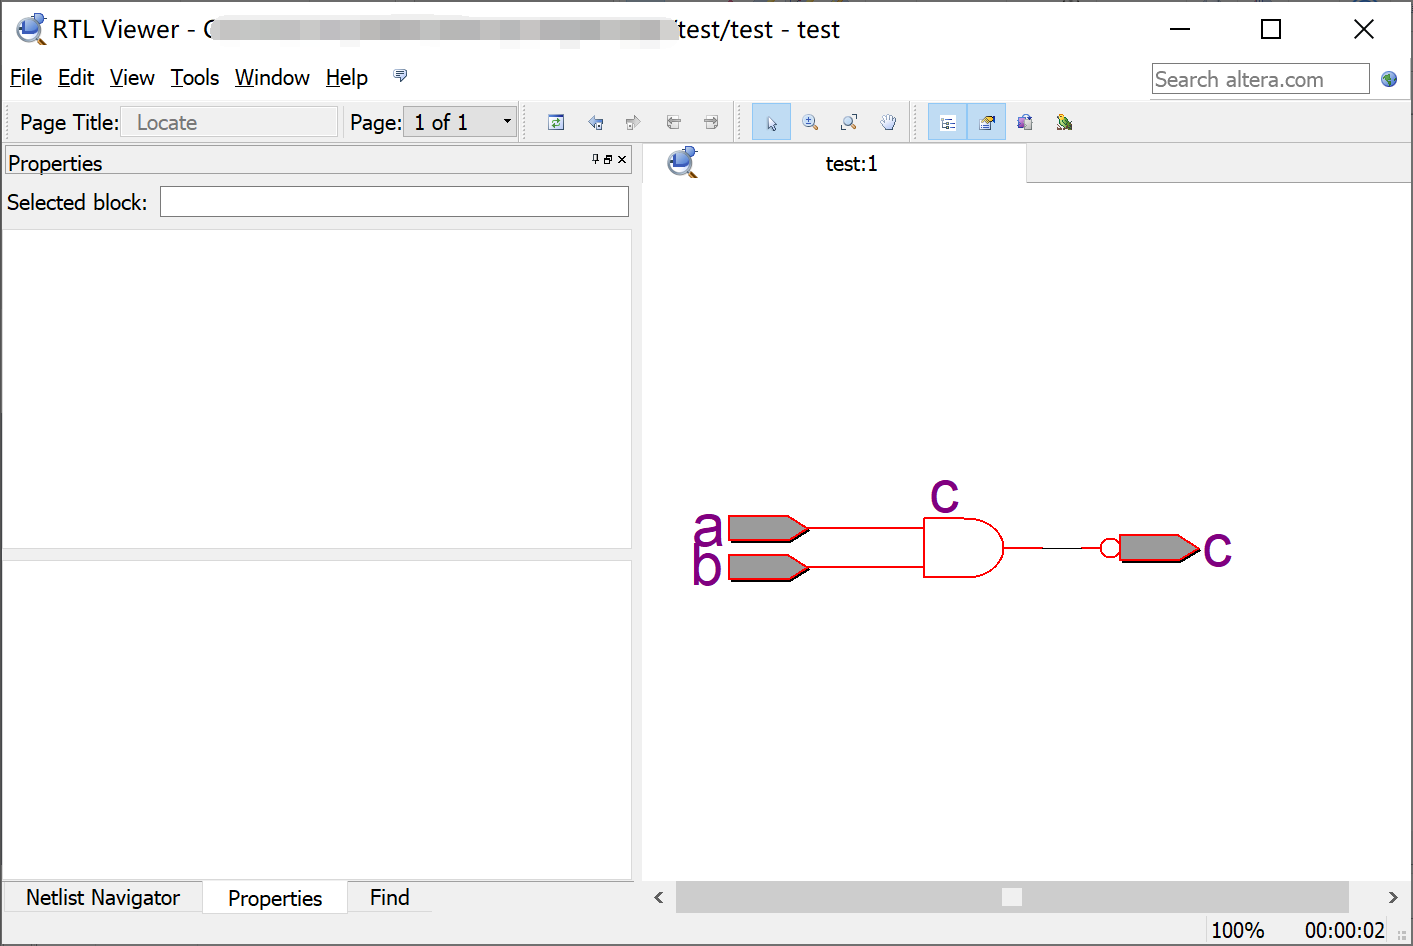 RTL Viewer - /test/test - test
File Edit View Tools Window Help
Search altera.com
Page Title: Locate Page: 1 of 1
Properties
test:1
Selected block:
c
a
b
c
Netlist Navigator Properties Find
100% 00:00:02